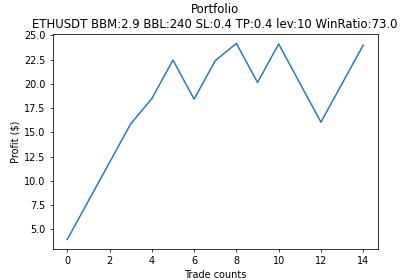 Portfolio
ETHUSDT BBM:2.9 BBL:240 SL:0.4 TP:0.4 lev:10 WinRatio:73.0
25.0
22.5
20.0
17.5
15.0
12.5
10.0
7.5
5.0
Profit ($)
0 2 4 6 8 10 12 14
Trade counts